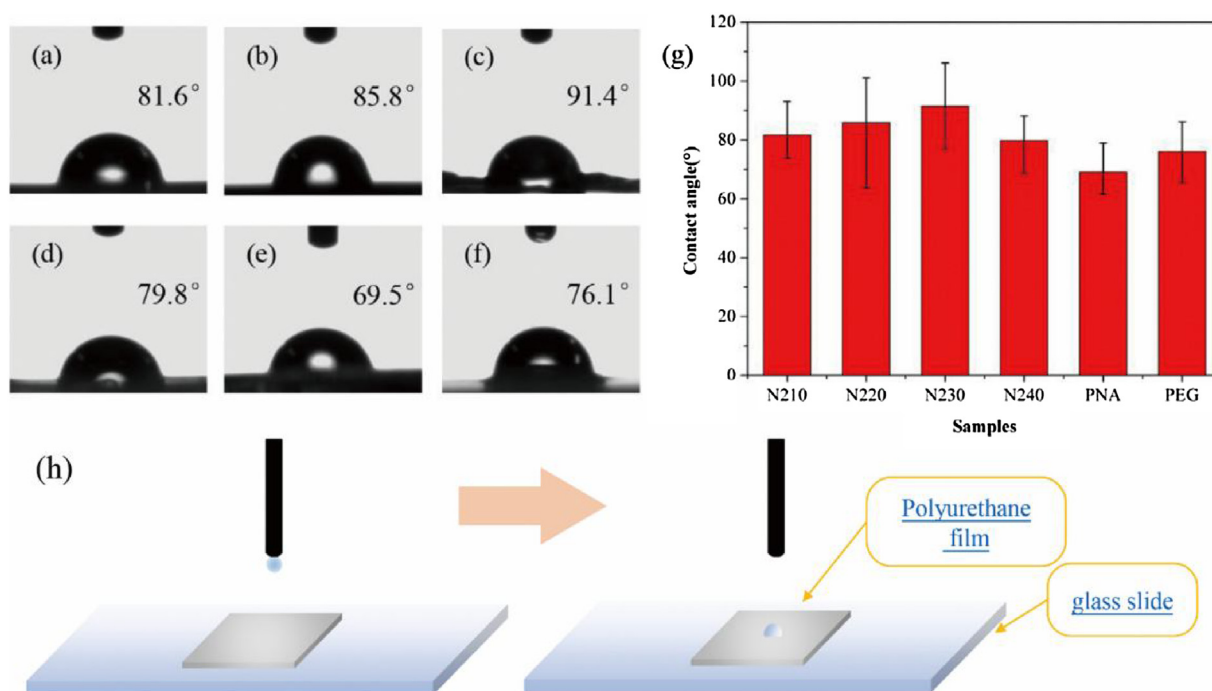 (a)
81.6°
(b)
85.8°
(c)
91.4°
(d)
79.8°
(e)
69.5°
(f)
76.1°
(g)
120
100
80
60
40
20
0
Contact angle(°)
N210 N220 N230 N240 PNA PEG
Samples
(h)
Polyurethane
film
glass slide